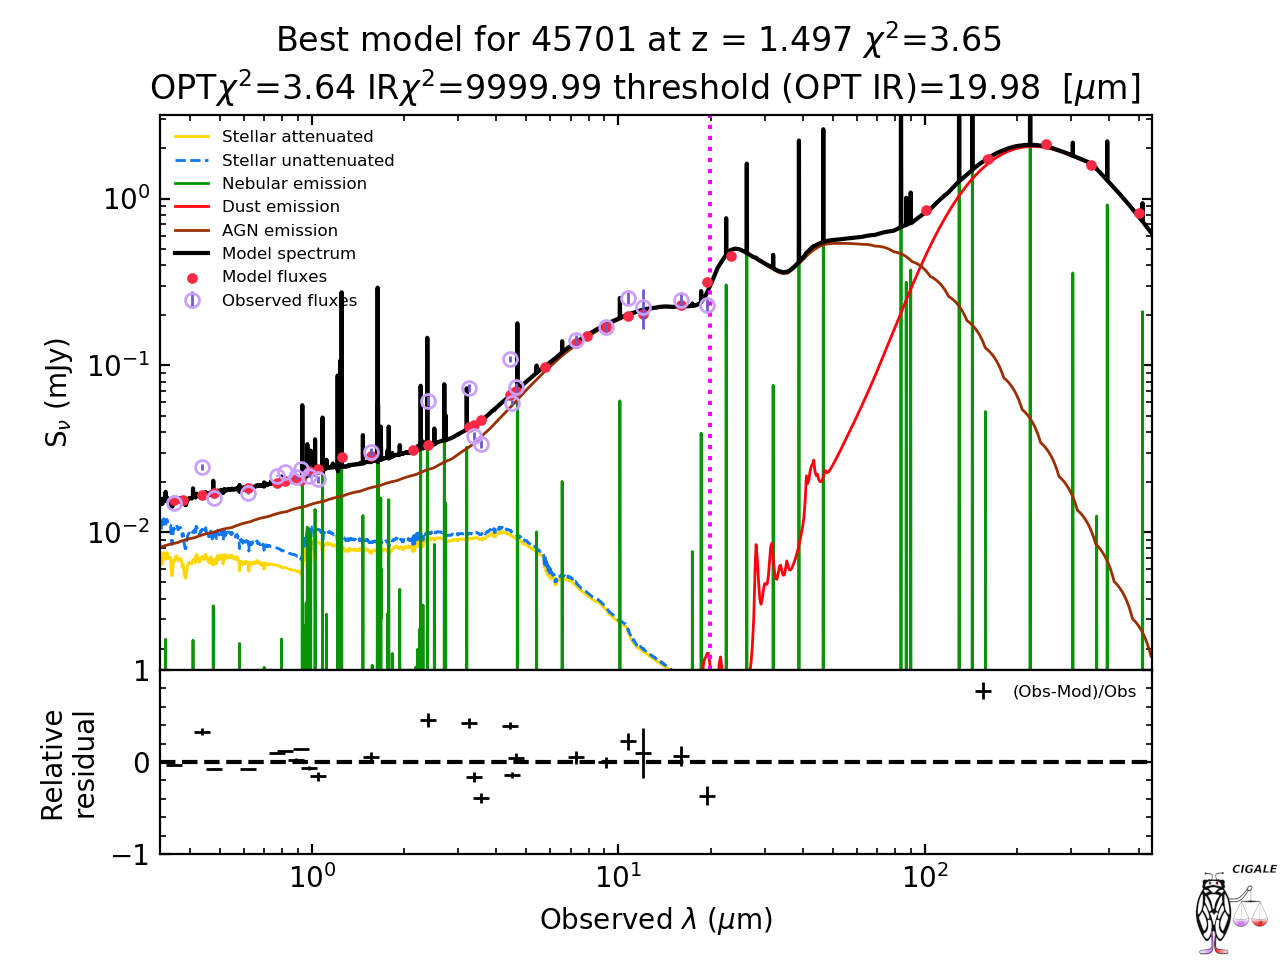 Best model for 45701 at z = 1.497 χ²=3.65
OPTχ²=3.64 IRχ²=9999.99 threshold (OPT IR)=19.98 [μm]
Stellar attenuated
Stellar unattenuated
Nebular emission
Dust emission
AGN emission
Model spectrum
Model fluxes
Observed fluxes
10⁰
10⁻¹
10⁻²
S_ν (mJy)
1
0
−1
Relative
residual
(Obs-Mod)/Obs
10⁰ 10¹ 10²
Observed λ (μm)
CIGALE